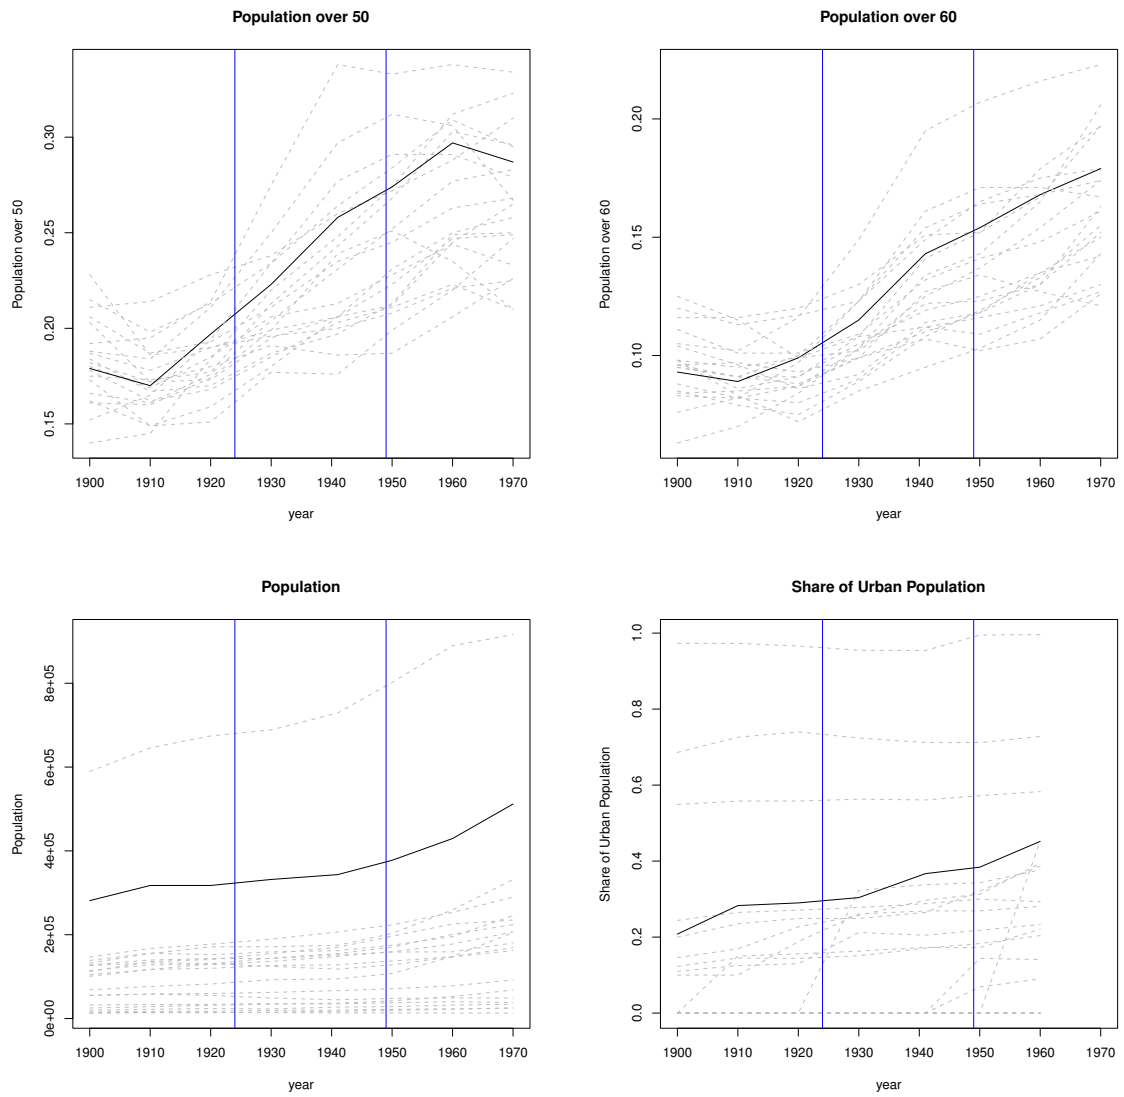 Population over 50
Population over 50
0.15 0.20 0.25 0.30
1900 1910 1920 1930 1940 1950 1960 1970
year
Population over 60
Population over 60
0.10 0.15 0.20
1900 1910 1920 1930 1940 1950 1960 1970
year
Population
Population
0e+00 2e+05 4e+05 6e+05 8e+05
1900 1910 1920 1930 1940 1950 1960 1970
year
Share of Urban Population
Share of Urban Population
0.0 0.2 0.4 0.6 0.8 1.0
1900 1910 1920 1930 1940 1950 1960 1970
year